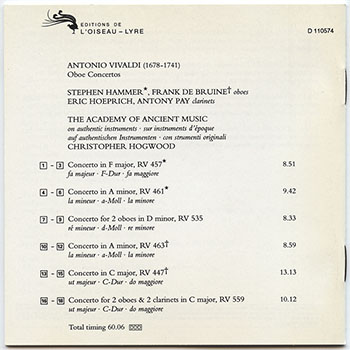 EDITIONS DE
L'OISEAU-LYRE
D 110574
ANTONIO VIVALDI (1678-1741)
Oboe Concertos
STEPHEN HAMMER*, FRANK DE BRUINE† oboes
ERIC HOEPRICH, ANTONY PAY clarinets
THE ACADEMY OF ANCIENT MUSIC
on authentic instruments · sur instruments d'époque
auf authentischen Instrumenten · con strumenti originali
CHRISTOPHER HOGWOOD
1 - 3 Concerto in F major, RV 457* 8.51
fa majeur · F-Dur · fa maggiore
4 - 6 Concerto in A minor, RV 461* 9.42
la mineur · a-Moll · la minore
7 - 9 Concerto for 2 oboes in D minor, RV 535 8.33
ré mineur · d-Moll · re minore
10 - 12 Concerto in A minor, RV 463† 8.59
la mineur · a-Moll · la minore
13 - 15 Concerto in C major, RV 447† 13.13
ut majeur · C-Dur · do maggiore
16 - 18 Concerto for 2 oboes & 2 clarinets in C major, RV 559 10.12
ut majeur · C-Dur · do maggiore
Total timing 60.06 DDD